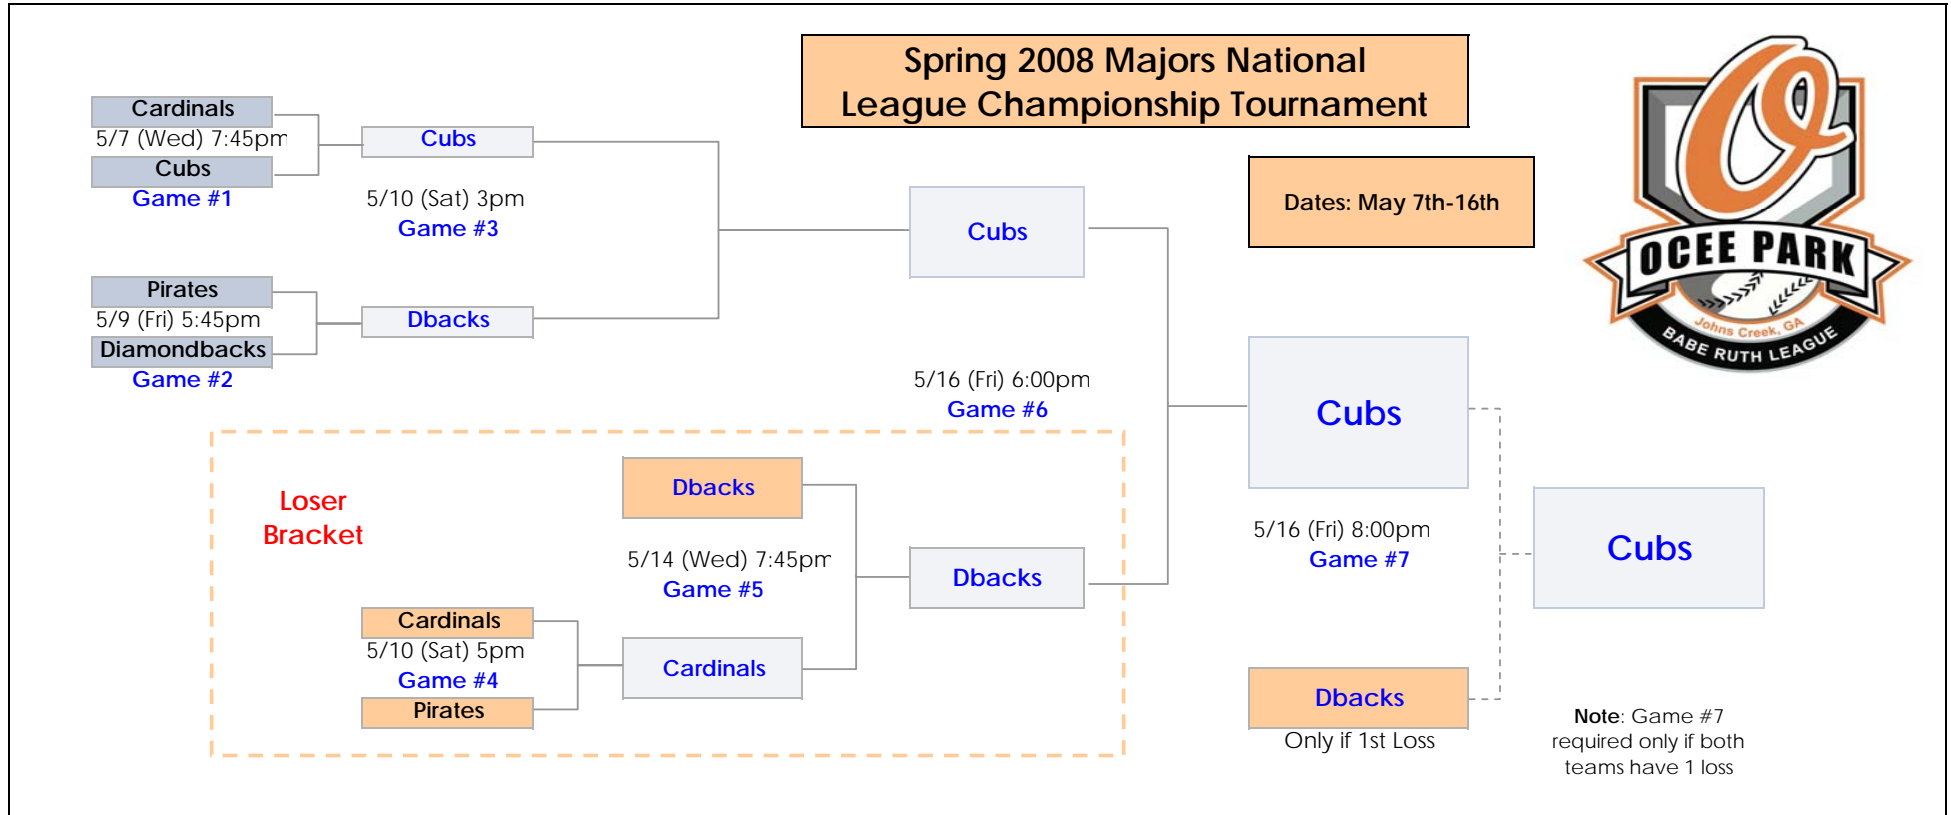 Spring 2008 Majors National
League Championship Tournament
Cardinals
5/7 (Wed) 7:45pm
Cubs
Game #1
Cubs
5/10 (Sat) 3pm
Game #3
Dates: May 7th-16th
Cubs
Pirates
5/9 (Fri) 5:45pm
Diamondbacks
Game #2
Dbacks
OCEE PARK
Johns Creek, GA
BABE RUTH LEAGUE
5/16 (Fri) 6:00pm
Game #6
Cubs
Loser
Bracket
Dbacks
5/14 (Wed) 7:45pm
Game #5
Dbacks
5/16 (Fri) 8:00pm
Game #7
Cubs
Cardinals
5/10 (Sat) 5pm
Game #4
Pirates
Cardinals
Dbacks
Only if 1st Loss
Note: Game #7
required only if both
teams have 1 loss